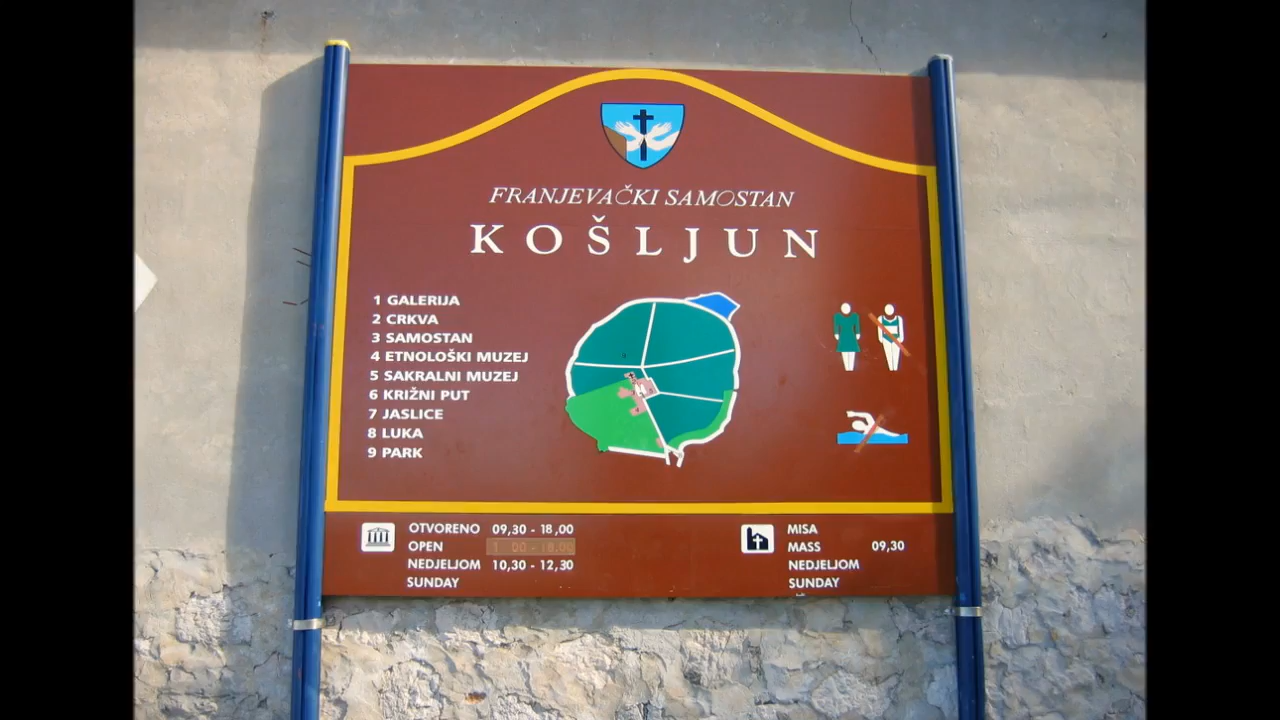 FRANJEVAČKI SAMOSTAN
KOŠLJUN
1 GALERIJA
2 CRKVA
3 SAMOSTAN
4 ETNOLOŠKI MUZEJ
5 SAKRALNI MUZEJ
6 KRIŽNI PUT
7 JASLICE
8 LUKA
9 PARK
OTVORENO 09,30 - 18,00
OPEN
NEDJELJOM 10,30 - 12,30
SUNDAY
MISA
MASS 09,30
NEDJELJOM
SUNDAY